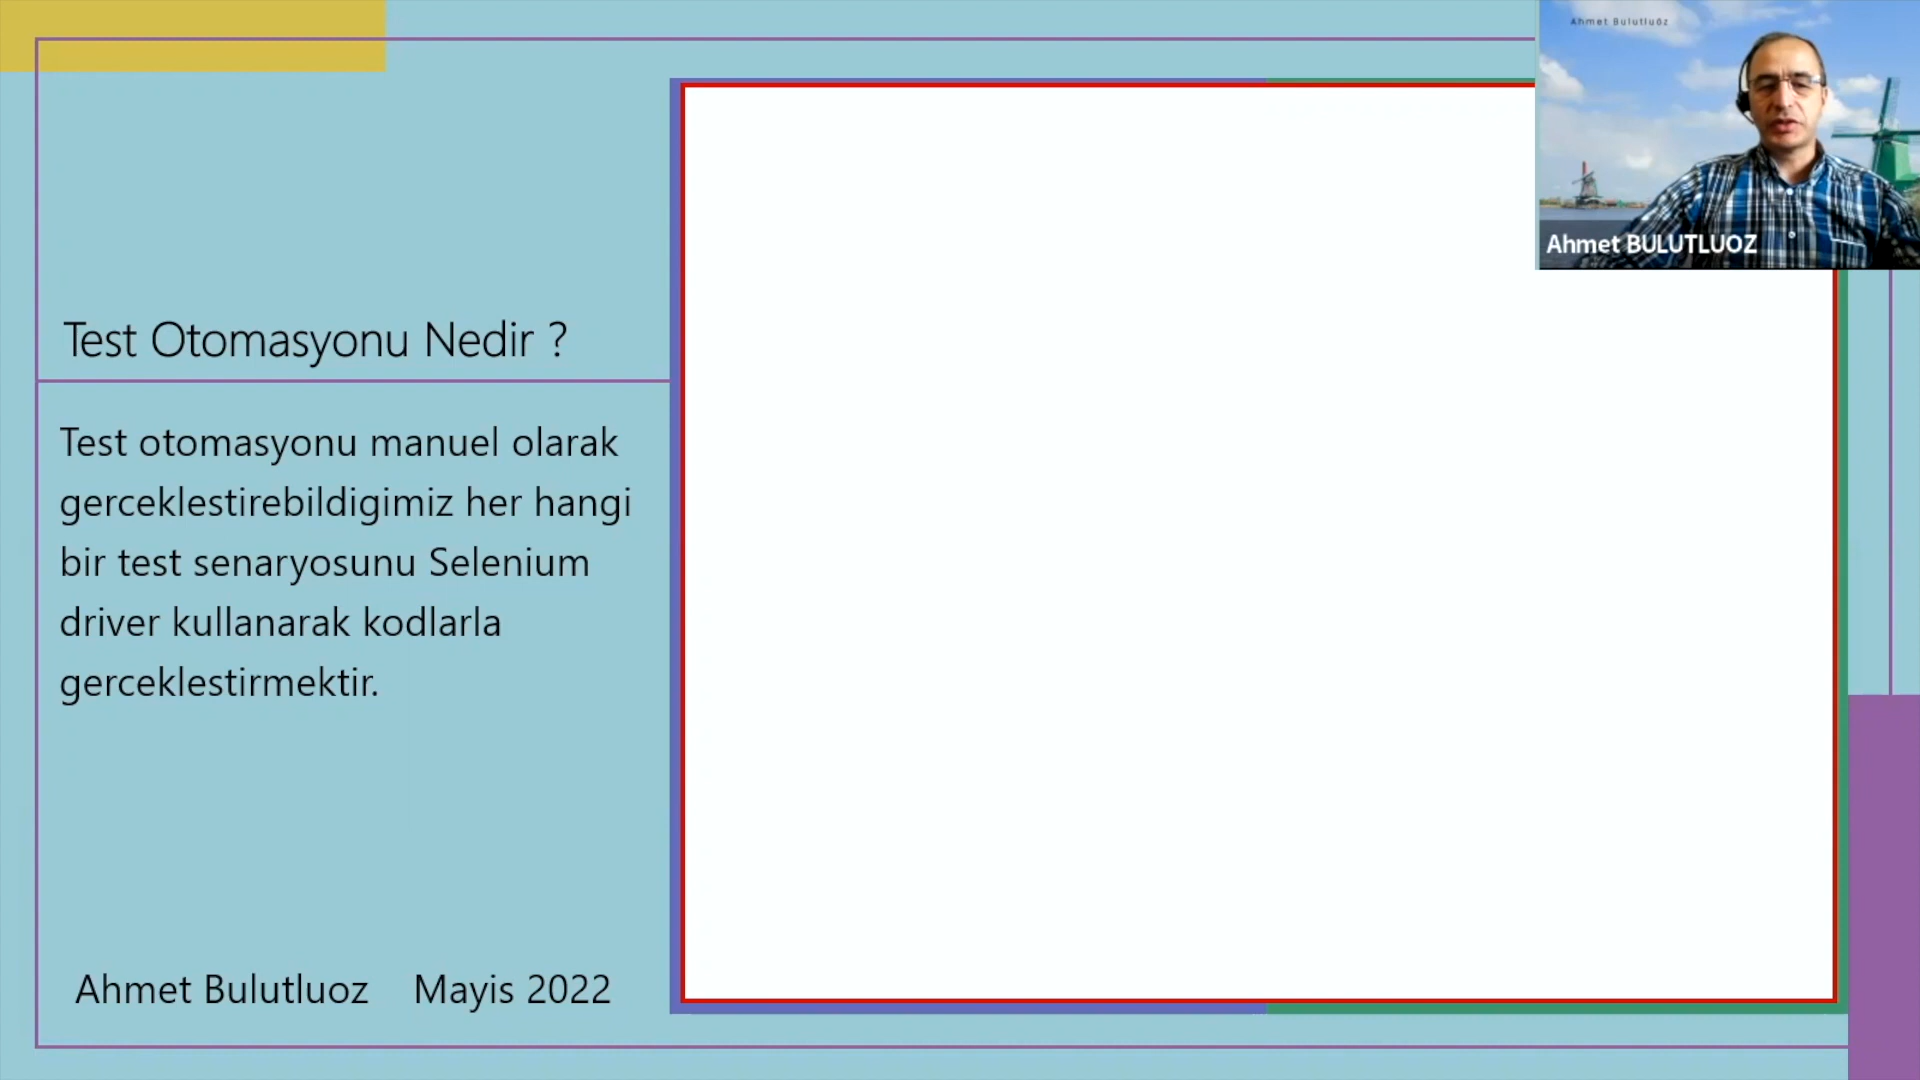 Ahmet Bulutluöz
Ahmet BULUTLUOZ
Test Otomasyonu Nedir ?
Test otomasyonu manuel olarak
gerceklestirebildigimiz her hangi
bir test senaryosunu Selenium
driver kullanarak kodlarla
gerceklestirmektir.
Ahmet Bulutluoz Mayis 2022